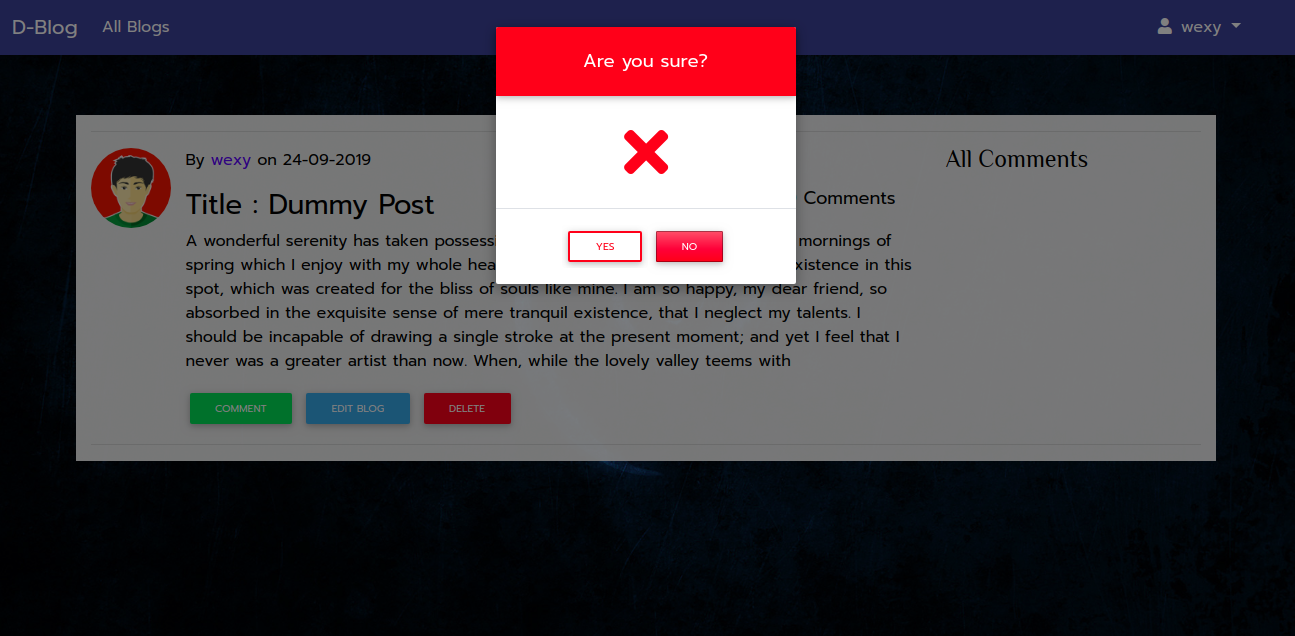 D-Blog All Blogs wexy
Are you sure?
By wexy on 24-09-2019
All Comments
Title : Dummy Post
Comments
A wonderful serenity has taken possess mornings of
spring which I enjoy with my whole hea xistence in this
spot, which was created for the bliss of souls like mine. I am so happy, my dear friend, so
absorbed in the exquisite sense of mere tranquil existence, that I neglect my talents. I
should be incapable of drawing a single stroke at the present moment; and yet I feel that I
never was a greater artist than now. When, while the lovely valley teems with
YES NO
COMMENT EDIT BLOG DELETE